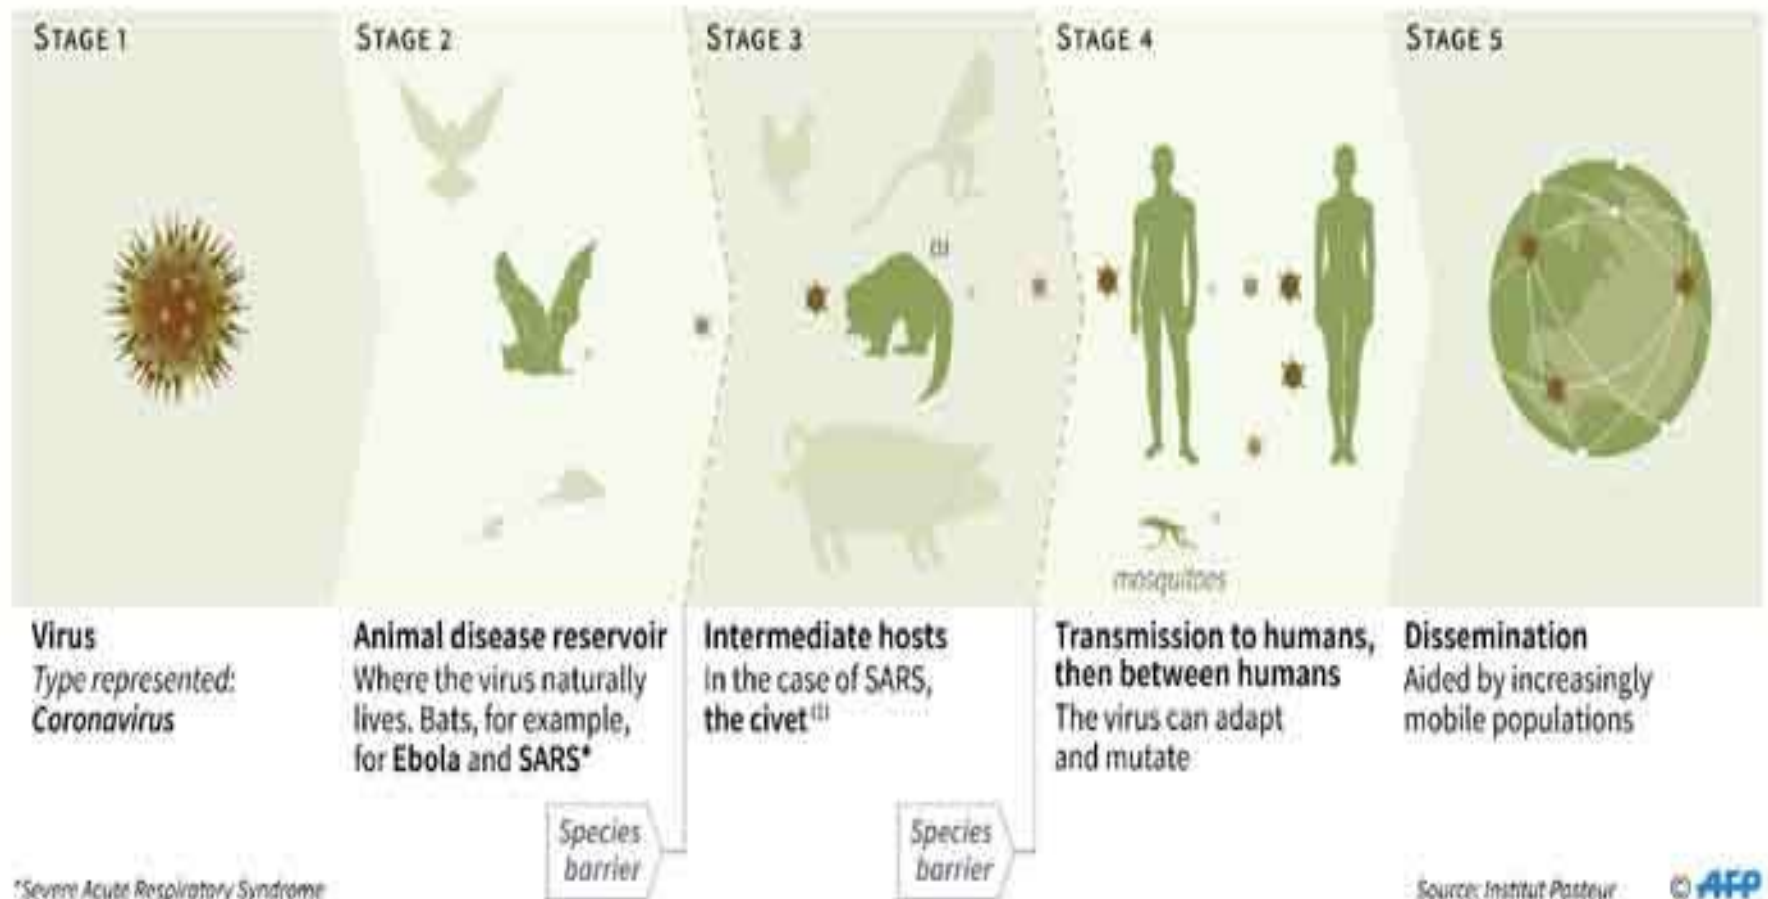 STAGE 1
STAGE 2
STAGE 3
STAGE 4
STAGE 5
(1)
mosquitoes
Virus
Type represented:
Coronavirus
Animal disease reservoir
Where the virus naturally
lives. Bats, for example,
for Ebola and SARS*
Intermediate hosts
In the case of SARS,
the civet(1)
Transmission to humans,
then between humans
The virus can adapt
and mutate
Dissemination
Aided by increasingly
mobile populations
Species
barrier
Species
barrier
*Severe Acute Respiratory Syndrome
Source: Institut Pasteur
© AFP